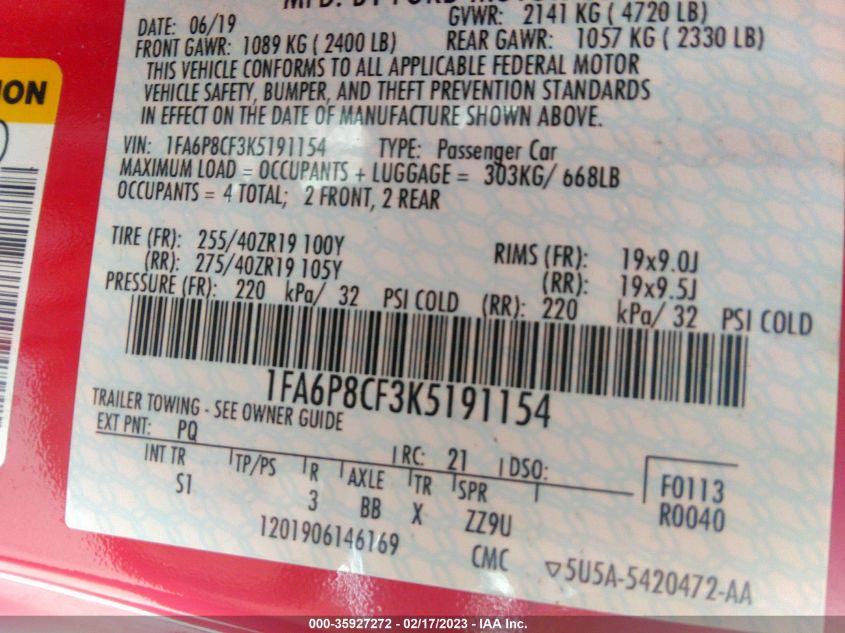 MFD. BY FORD MOTOR
DATE: 06/19 GVWR: 2141 KG ( 4720 LB)
FRONT GAWR: 1089 KG ( 2400 LB) REAR GAWR: 1057 KG ( 2330 LB)
THIS VEHICLE CONFORMS TO ALL APPLICABLE FEDERAL MOTOR
VEHICLE SAFETY, BUMPER, AND THEFT PREVENTION STANDARDS
IN EFFECT ON THE DATE OF MANUFACTURE SHOWN ABOVE.
ION
VIN: 1FA6P8CF3K5191154 TYPE: Passenger Car
MAXIMUM LOAD = OCCUPANTS + LUGGAGE = 303KG/ 668LB
OCCUPANTS = 4 TOTAL; 2 FRONT, 2 REAR
TIRE (FR): 255/40ZR19 100Y RIMS (FR): 19x9.0J
(RR): 275/40ZR19 105Y (RR): 19x9.5J
PRESSURE (FR): 220 kPa/ 32 PSI COLD (RR): 220 kPa/ 32 PSI COLD
1FA6P8CF3K5191154
TRAILER TOWING - SEE OWNER GUIDE
EXT PNT: PQ RC: 21 DSO: F0113
INT TR TP/PS R AXLE TR SPR R0040
S1 3 BB X ZZ9U
1201906146169 CMC ▽5U5A-5420472-AA
000-35927272 - 02/17/2023 - IAA Inc.